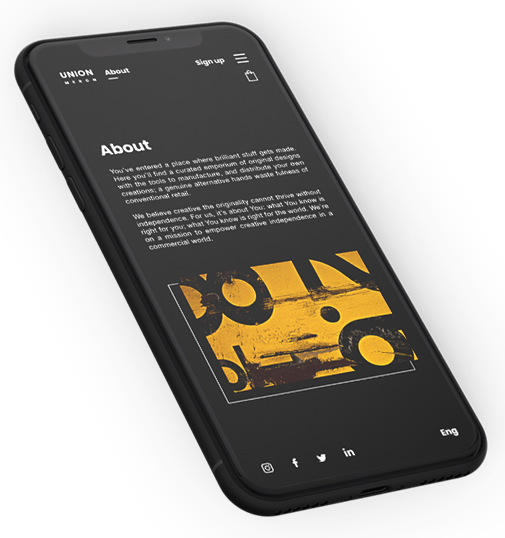 UNION
MERON
About
Sign up
About
You've entered a place where brilliant stuff gets made.
Here you'll find a curated emporium of original designs
with the tools to manufacture, and distribute your own
creations; a genuine alternative hands waste fulness of
conventional retail.
We believe creative the originality cannot thrive without
independence. For us, it's about 'You: what You know is
right for you; what You know is right for the world. We're
on a mission to empower creative independence in a
commercial world.
Eng